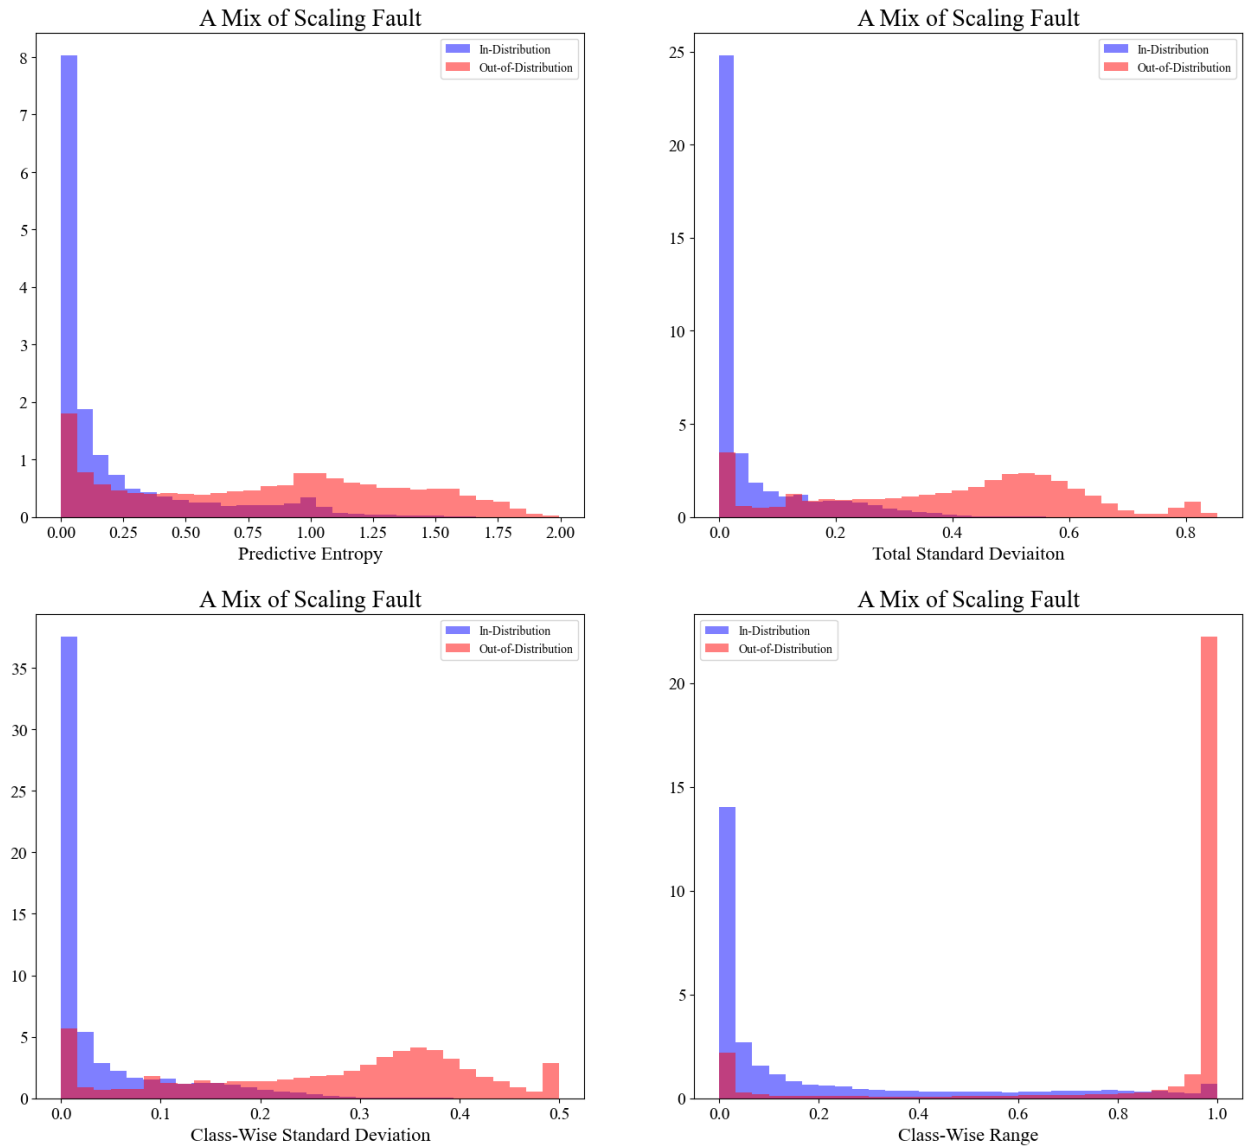 A Mix of Scaling Fault
In-Distribution
Out-of-Distribution
8
7
6
5
4
3
2
1
0
0.00 0.25 0.50 0.75 1.00 1.25 1.50 1.75 2.00
Predictive Entropy
A Mix of Scaling Fault
In-Distribution
Out-of-Distribution
25
20
15
10
5
0
0.0 0.2 0.4 0.6 0.8
Total Standard Deviaiton
A Mix of Scaling Fault
In-Distribution
Out-of-Distribution
35
30
25
20
15
10
5
0
0.0 0.1 0.2 0.3 0.4 0.5
Class-Wise Standard Deviation
A Mix of Scaling Fault
In-Distribution
Out-of-Distribution
20
15
10
5
0
0.0 0.2 0.4 0.6 0.8 1.0
Class-Wise Range